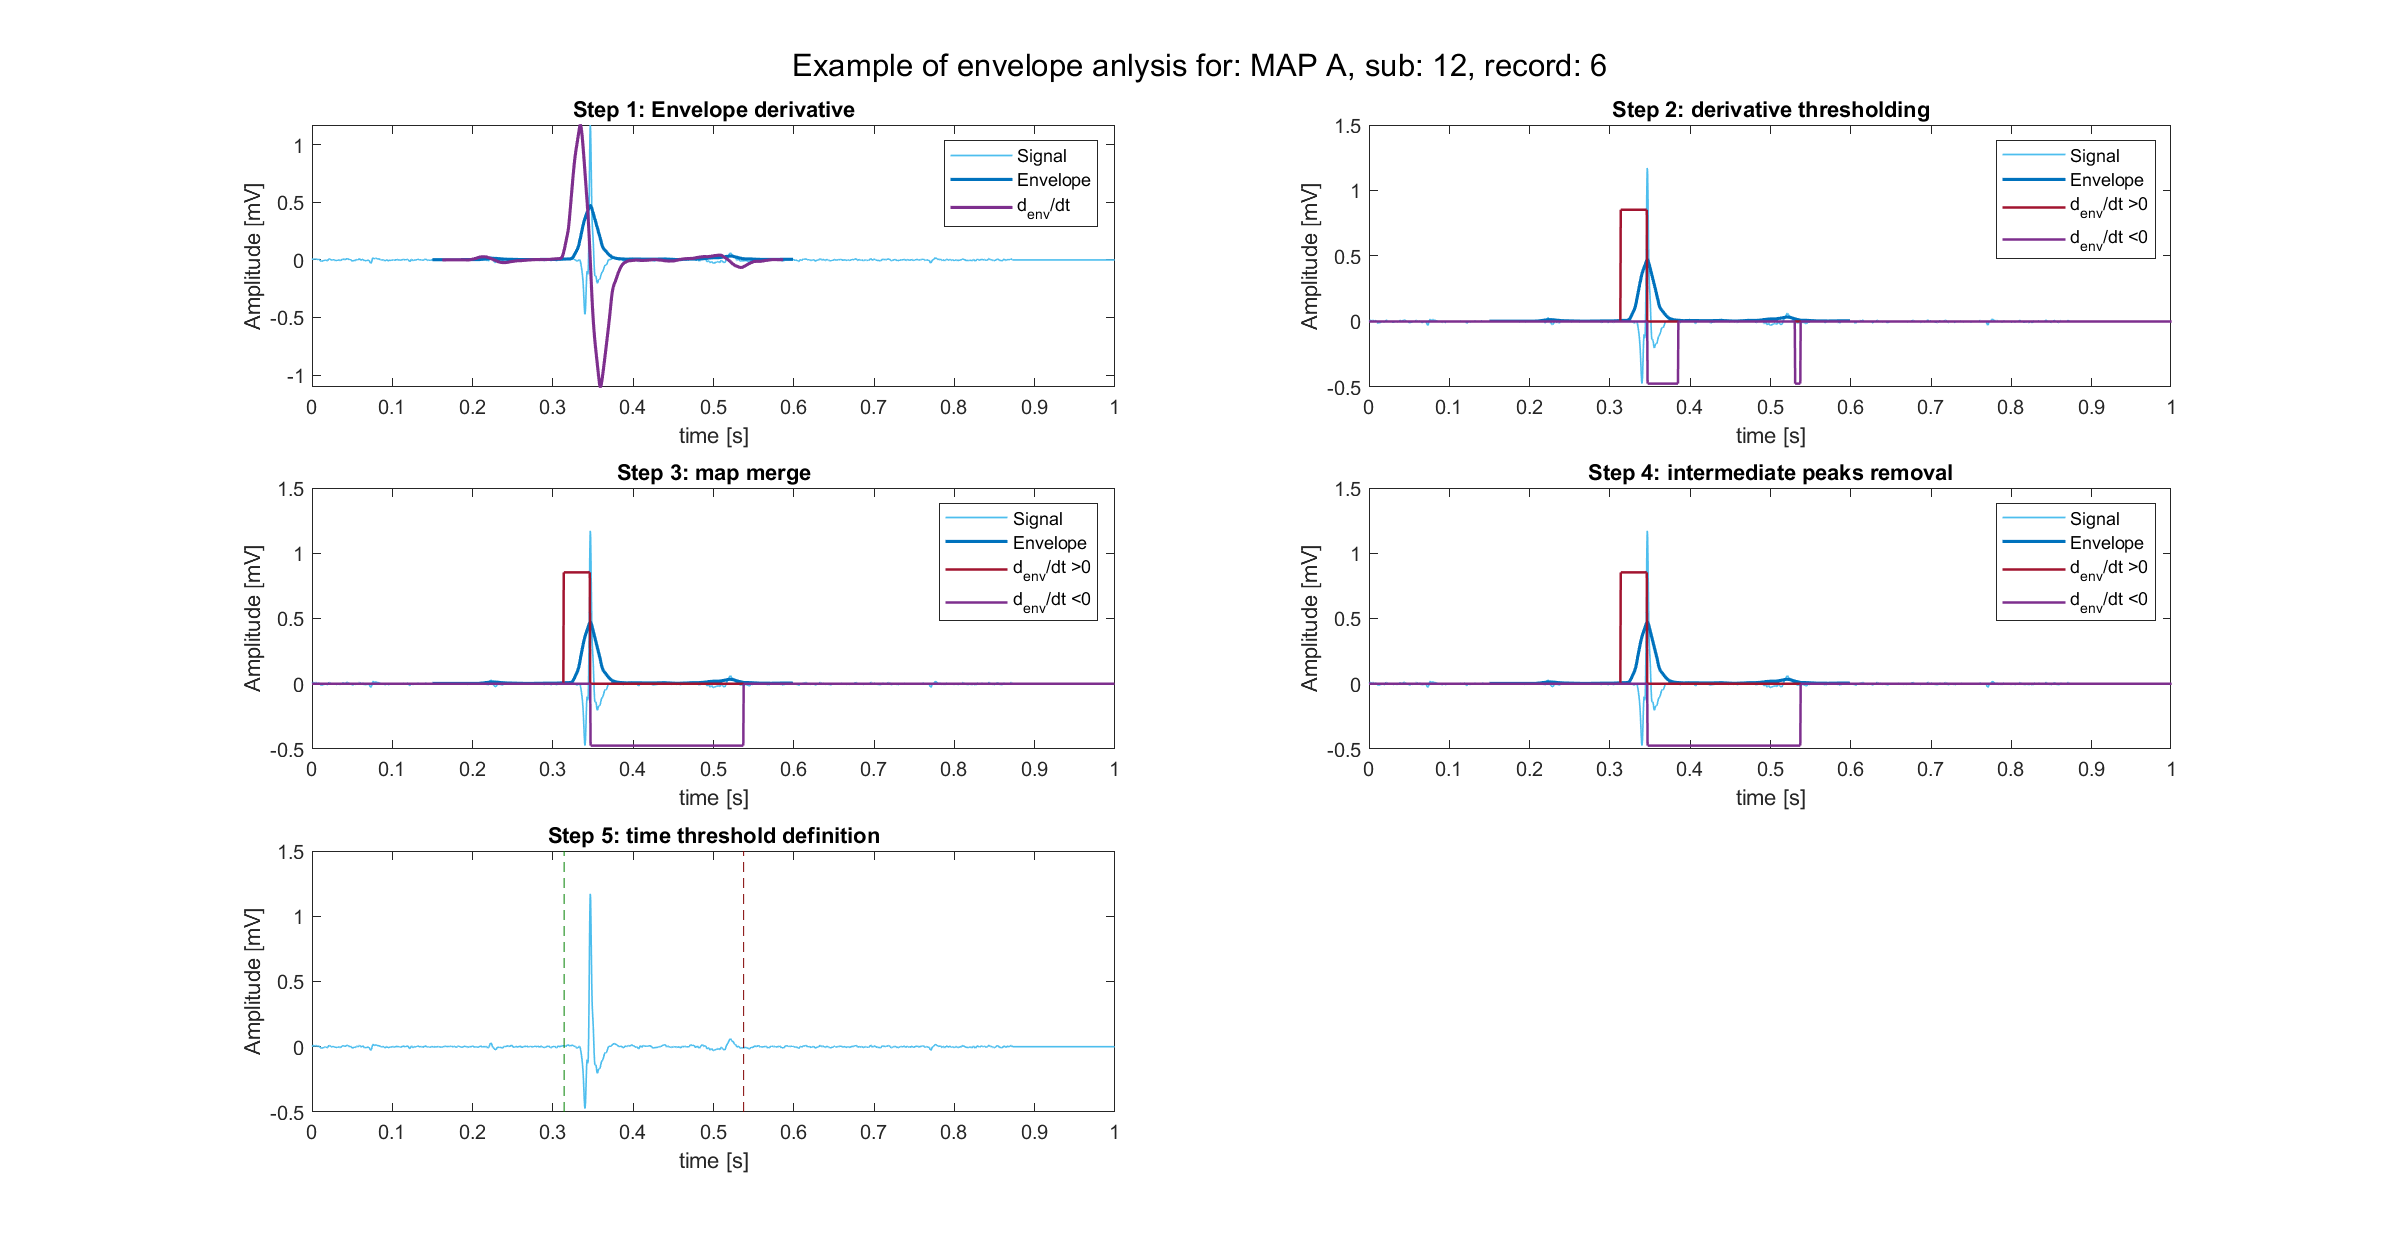 Example of envelope anlysis for: MAP A, sub: 12, record: 6
Step 1: Envelope derivative
Amplitude [mV]
1
0.5
0
-0.5
-1
Signal
Envelope
d_env/dt
0 0.1 0.2 0.3 0.4 0.5 0.6 0.7 0.8 0.9 1
time [s]
Step 2: derivative thresholding
Amplitude [mV]
1.5
1
0.5
0
-0.5
Signal
Envelope
d_env/dt >0
d_env/dt <0
0 0.1 0.2 0.3 0.4 0.5 0.6 0.7 0.8 0.9 1
time [s]
Step 3: map merge
Amplitude [mV]
1.5
1
0.5
0
-0.5
Signal
Envelope
d_env/dt >0
d_env/dt <0
0 0.1 0.2 0.3 0.4 0.5 0.6 0.7 0.8 0.9 1
time [s]
Step 4: intermediate peaks removal
Amplitude [mV]
1.5
1
0.5
0
-0.5
Signal
Envelope
d_env/dt >0
d_env/dt <0
0 0.1 0.2 0.3 0.4 0.5 0.6 0.7 0.8 0.9 1
time [s]
Step 5: time threshold definition
Amplitude [mV]
1.5
1
0.5
0
-0.5
0 0.1 0.2 0.3 0.4 0.5 0.6 0.7 0.8 0.9 1
time [s]